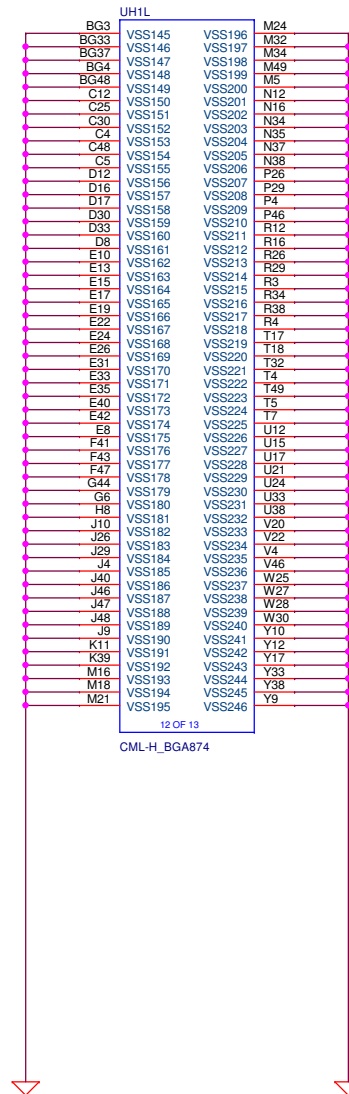 UH1L
BG3 VSS145 VSS196 M24
BG33 VSS146 VSS197 M32
BG37 VSS147 VSS198 M34
BG4 VSS148 VSS199 M49
BG48 VSS149 VSS200 M5
C12 VSS150 VSS201 N12
C25 VSS151 VSS202 N16
C30 VSS152 VSS203 N34
C4 VSS153 VSS204 N35
C48 VSS154 VSS205 N37
C5 VSS155 VSS206 N38
D12 VSS156 VSS207 P26
D16 VSS157 VSS208 P29
D17 VSS158 VSS209 P4
D30 VSS159 VSS210 P46
D33 VSS160 VSS211 R12
D8 VSS161 VSS212 R16
E10 VSS162 VSS213 R26
E13 VSS163 VSS214 R29
E15 VSS164 VSS215 R3
E17 VSS165 VSS216 R34
E19 VSS166 VSS217 R38
E22 VSS167 VSS218 R4
E24 VSS168 VSS219 T17
E26 VSS169 VSS220 T18
E31 VSS170 VSS221 T32
E33 VSS171 VSS222 T4
E35 VSS172 VSS223 T49
E40 VSS173 VSS224 T5
E42 VSS174 VSS225 T7
E8 VSS175 VSS226 U12
F41 VSS176 VSS227 U15
F43 VSS177 VSS228 U17
F47 VSS178 VSS229 U21
G44 VSS179 VSS230 U24
G6 VSS180 VSS231 U33
H8 VSS181 VSS232 U38
J10 VSS182 VSS233 V20
J26 VSS183 VSS234 V22
J29 VSS184 VSS235 V4
J4 VSS185 VSS236 V46
J40 VSS186 VSS237 W25
J46 VSS187 VSS238 W27
J47 VSS188 VSS239 W28
J48 VSS189 VSS240 W30
J9 VSS190 VSS241 Y10
K11 VSS191 VSS242 Y12
K39 VSS192 VSS243 Y17
M16 VSS193 VSS244 Y33
M18 VSS194 VSS245 Y38
M21 VSS195 VSS246 Y9
12 OF 13
CML-H_BGA874